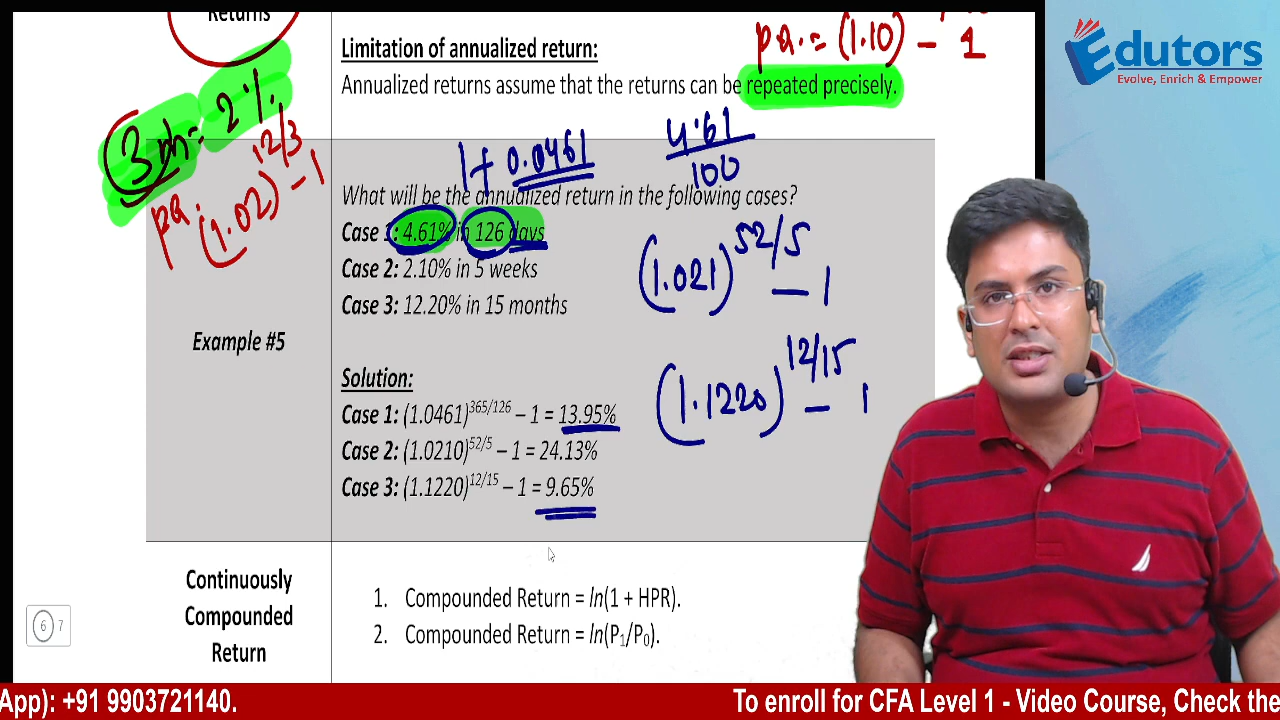 Returns
Limitation of annualized return:
Annualized returns assume that the returns can be repeated precisely.
p.a. = (1.10) – 1
3m = 2%
p.a. (1.02)^12/3 – 1
1 + 0.0461
4.61/100
What will be the annualized return in the following cases?
Case 1: 4.61% in 126 days
Case 2: 2.10% in 5 weeks
Case 3: 12.20% in 15 months
(1.021)^52/5 – 1
Example #5
(1.1220)^12/15 – 1
Solution:
Case 1: (1.0461)^365/126 – 1 = 13.95%
Case 2: (1.0210)^52/5 – 1 = 24.13%
Case 3: (1.1220)^12/15 – 1 = 9.65%
Continuously
Compounded
Return
1. Compounded Return = ln(1 + HPR).
2. Compounded Return = ln(P₁/P₀).
6 7
Edutors
Evolve, Enrich & Empower
App): +91 9903721140.
To enroll for CFA Level 1 - Video Course, Check the